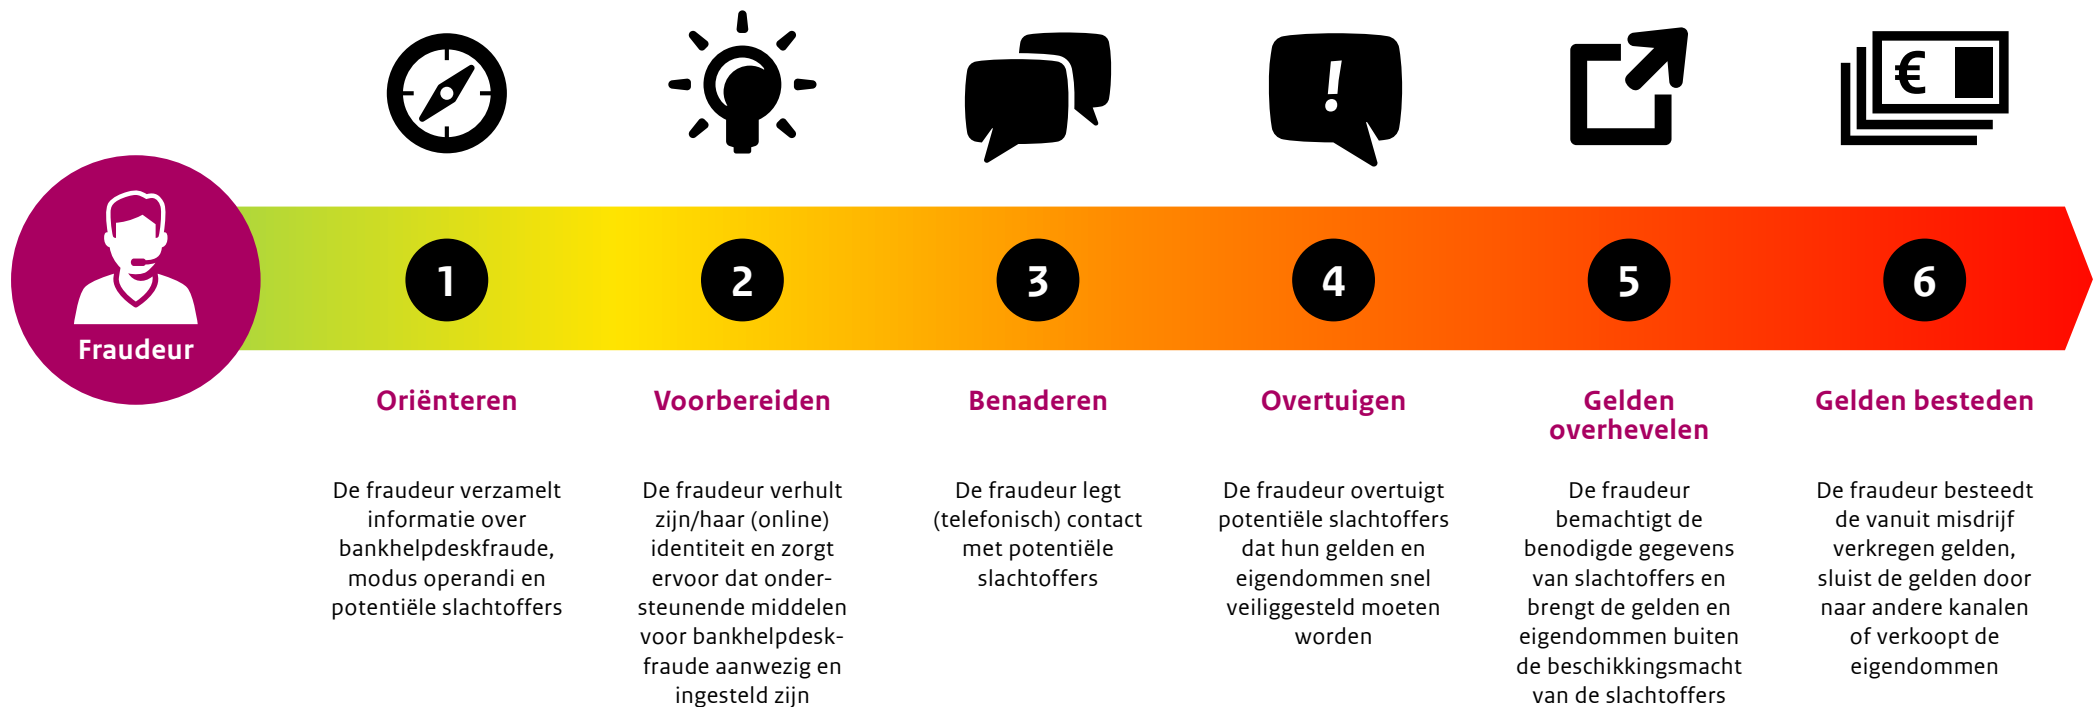 Fraudeur
1
2
3
4
5
6
€
!
Oriënteren
De fraudeur verzamelt
informatie over
bankhelpdeskfraude,
modus operandi en
potentiële slachtoffers
Voorbereiden
De fraudeur verhult
zijn/haar (online)
identiteit en zorgt
ervoor dat onder-
steunende middelen
voor bankhelpdesk-
fraude aanwezig en
ingesteld zijn
Benaderen
De fraudeur legt
(telefonisch) contact
met potentiële
slachtoffers
Overtuigen
De fraudeur overtuigt
potentiële slachtoffers
dat hun gelden en
eigendommen snel
veiliggesteld moeten
worden
Gelden
overhevelen
De fraudeur
bemachtigt de
benodigde gegevens
van slachtoffers en
brengt de gelden en
eigendommen buiten
de beschikkingsmacht
van de slachtoffers
Gelden besteden
De fraudeur besteedt
de vanuit misdrijf
verkregen gelden,
sluist de gelden door
naar andere kanalen
of verkoopt de
eigendommen